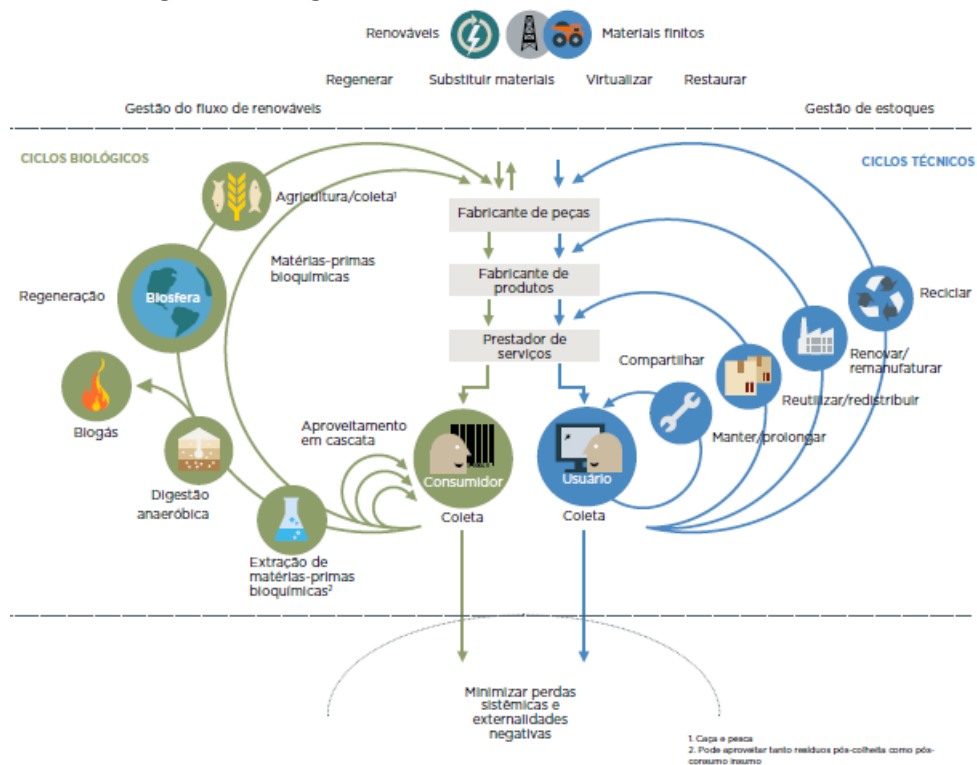 Renováveis
Materiais finitos
Regenerar
Substituir materiais
Virtualizar
Restaurar
Gestão do fluxo de renováveis
Gestão de estoques
CICLOS BIOLÓGICOS
CICLOS TÉCNICOS
Agricultura/coleta¹
Matérias-primas
bioquímicas
Regeneração
Biosfera
Biogás
Digestão
anaeróbica
Extração de
matérias-primas
bioquímicas²
Aproveitamento
em cascata
Fabricante de peças
Fabricante de
produtos
Prestador de
serviços
Consumidor
Coleta
Usuário
Coleta
Compartilhar
Manter/prolongar
Reutilizar/redistribuir
Renovar/
remanufaturar
Reciclar
Minimizar perdas
sistêmicas e
externalidades
negativas
1. Caça e pesca
2. Pode aproveitar tanto resíduos pós-colheita como pós-
consumo insumo